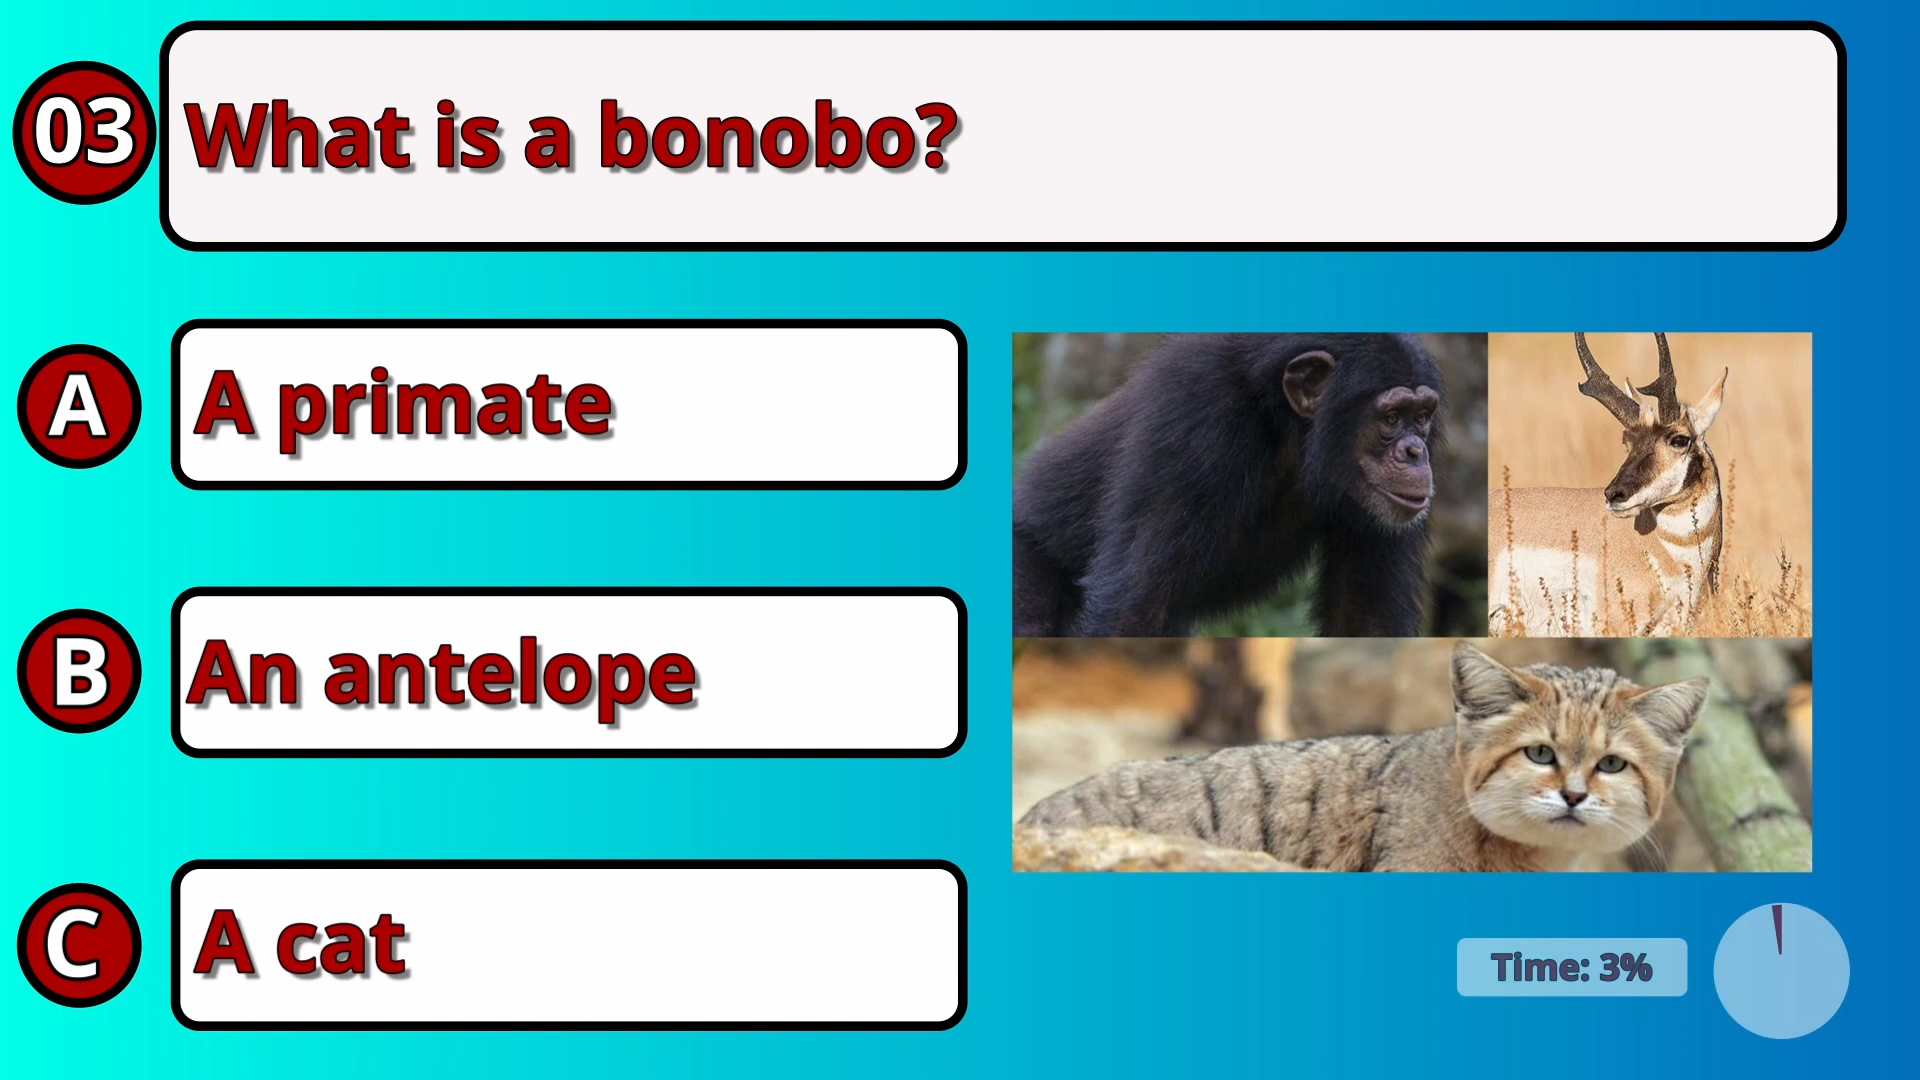 03
What is a bonobo?
A
A primate
B
An antelope
C
A cat
Time: 3%